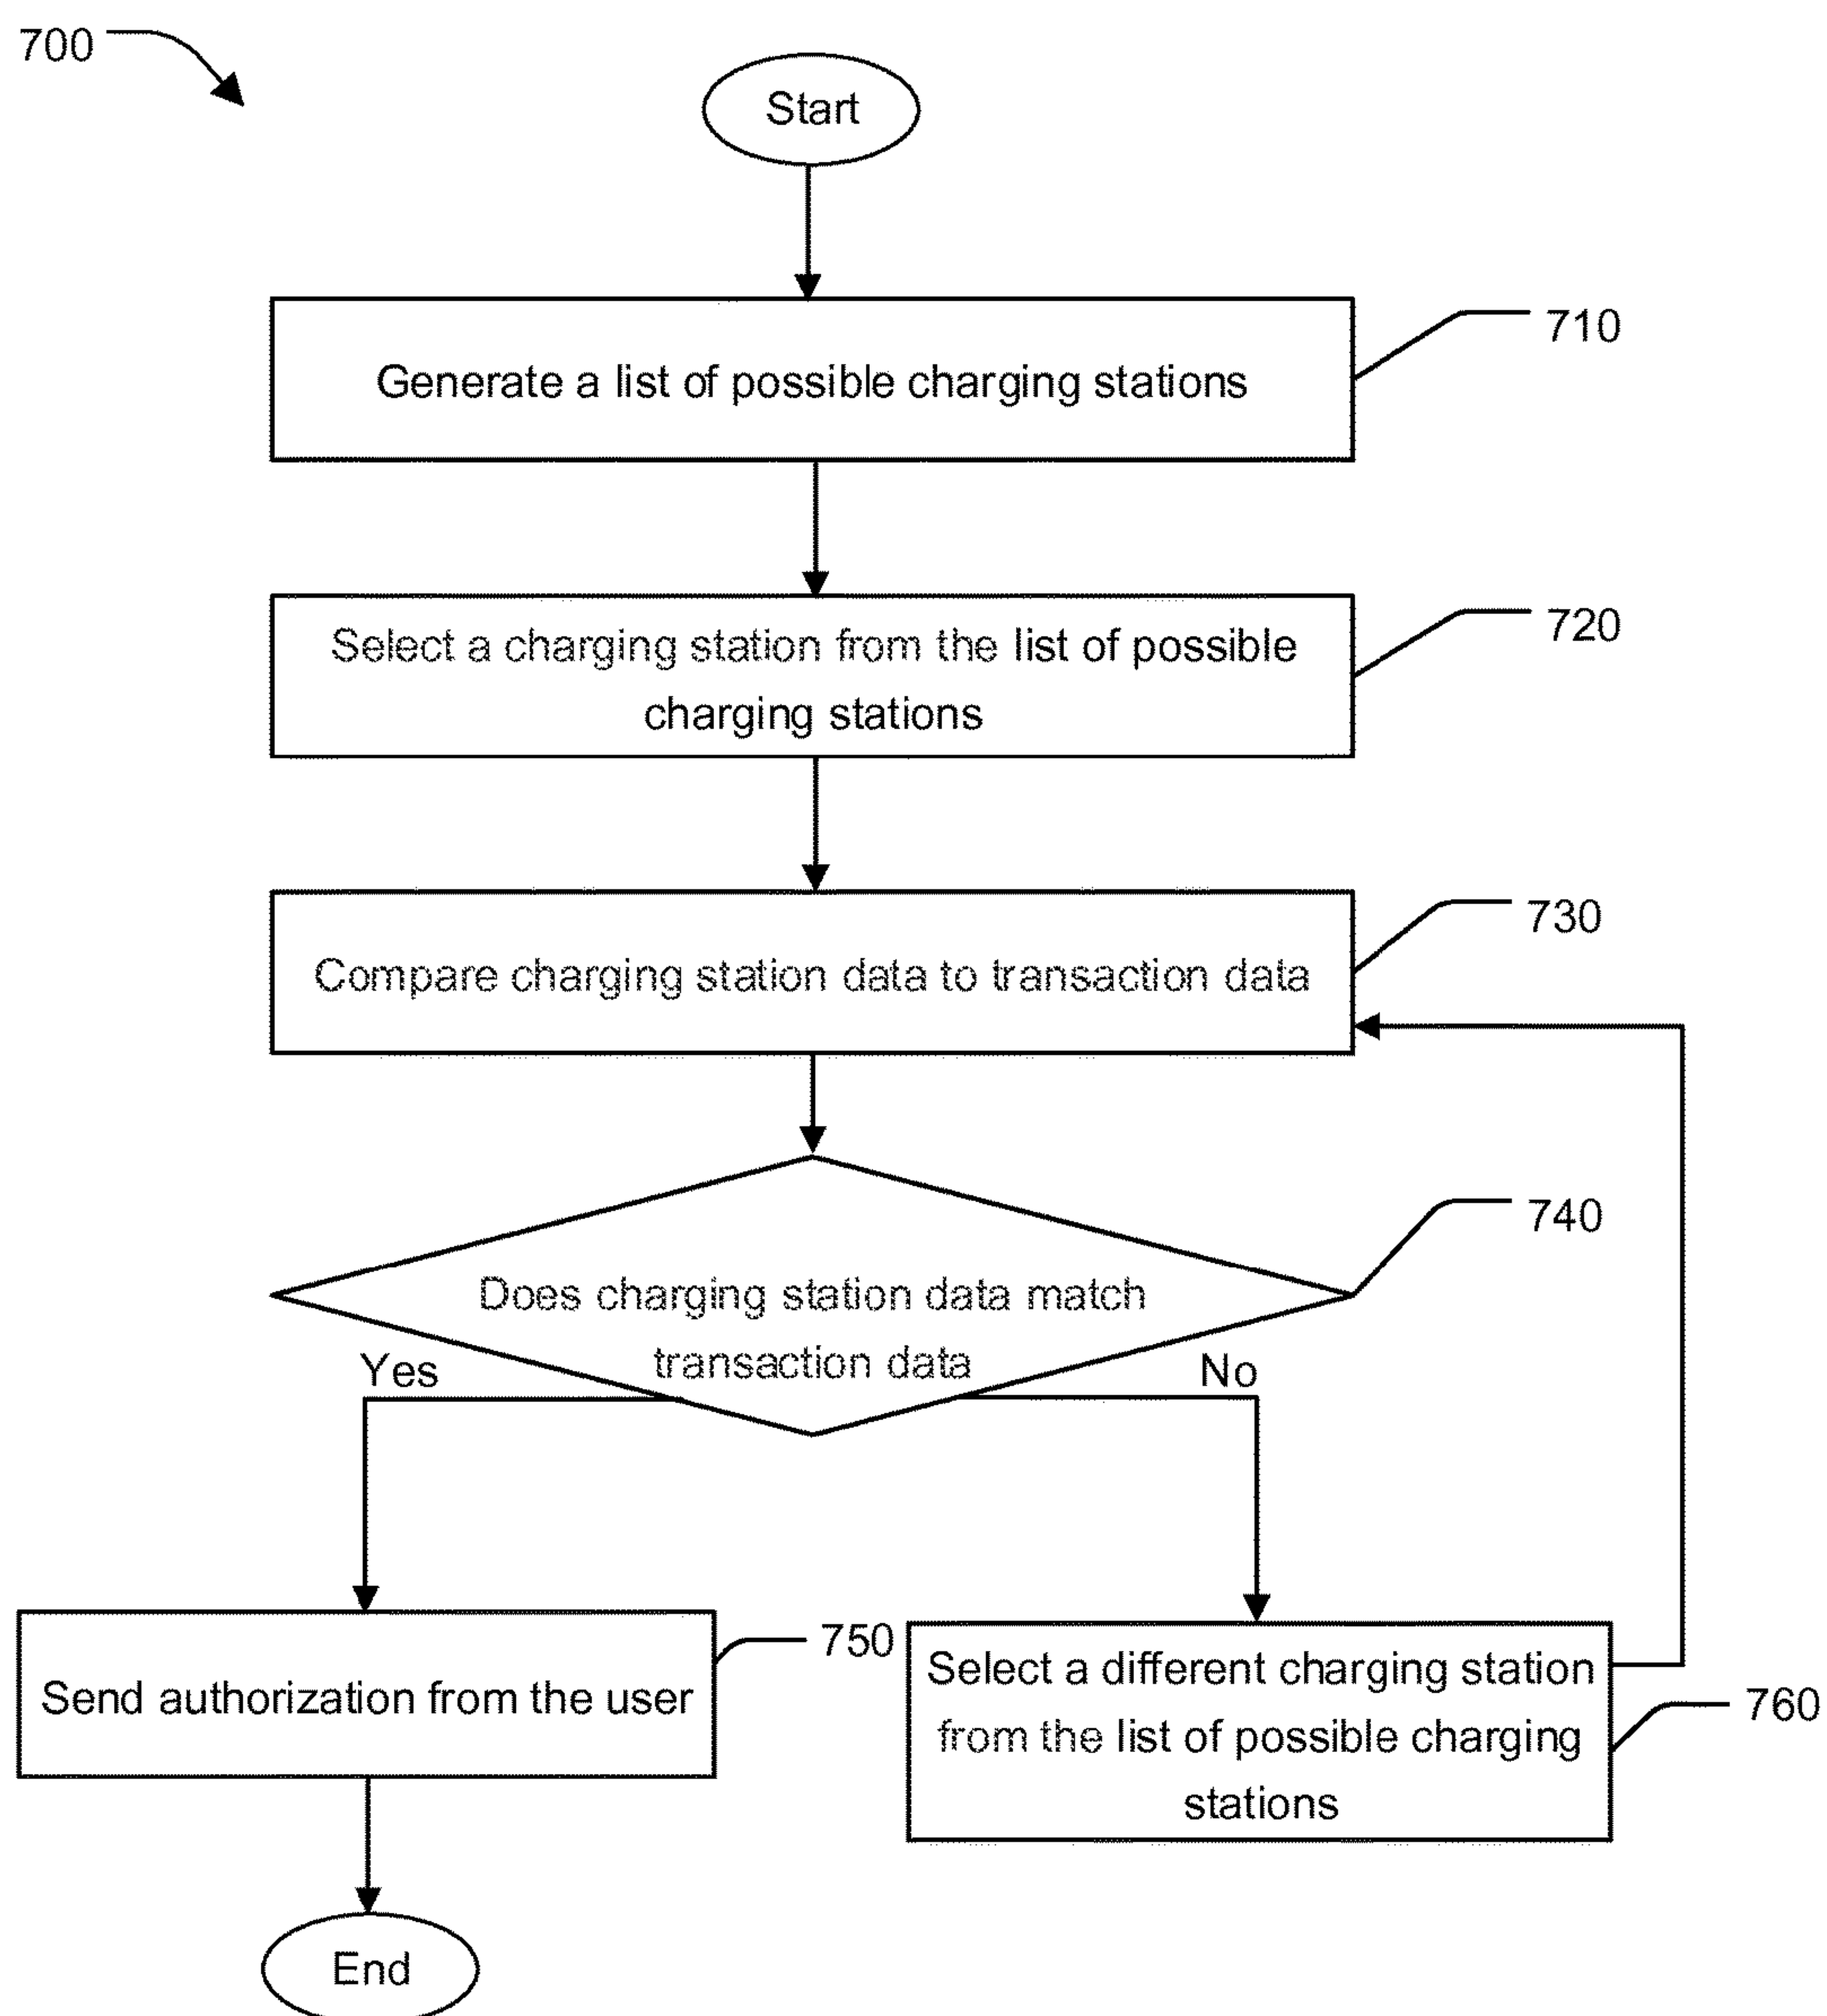 700
Start
Generate a list of possible charging stations
710
Select a charging station from the list of possible
charging stations
720
Compare charging station data to transaction data
730
Does charging station data match
transaction data
740
Yes
No
Send authorization from the user
750
Select a different charging station
from the list of possible charging
stations
760
End